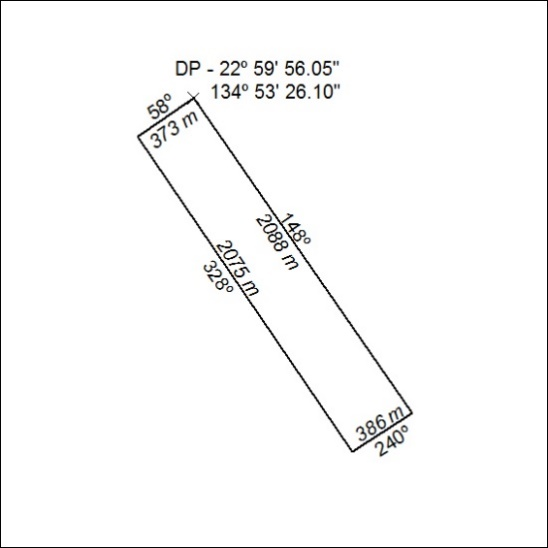 DP - 22º 59' 56.05"
134º 53' 26.10"
58º
373 m
148º
2088 m
2075 m
328º
386 m
240º